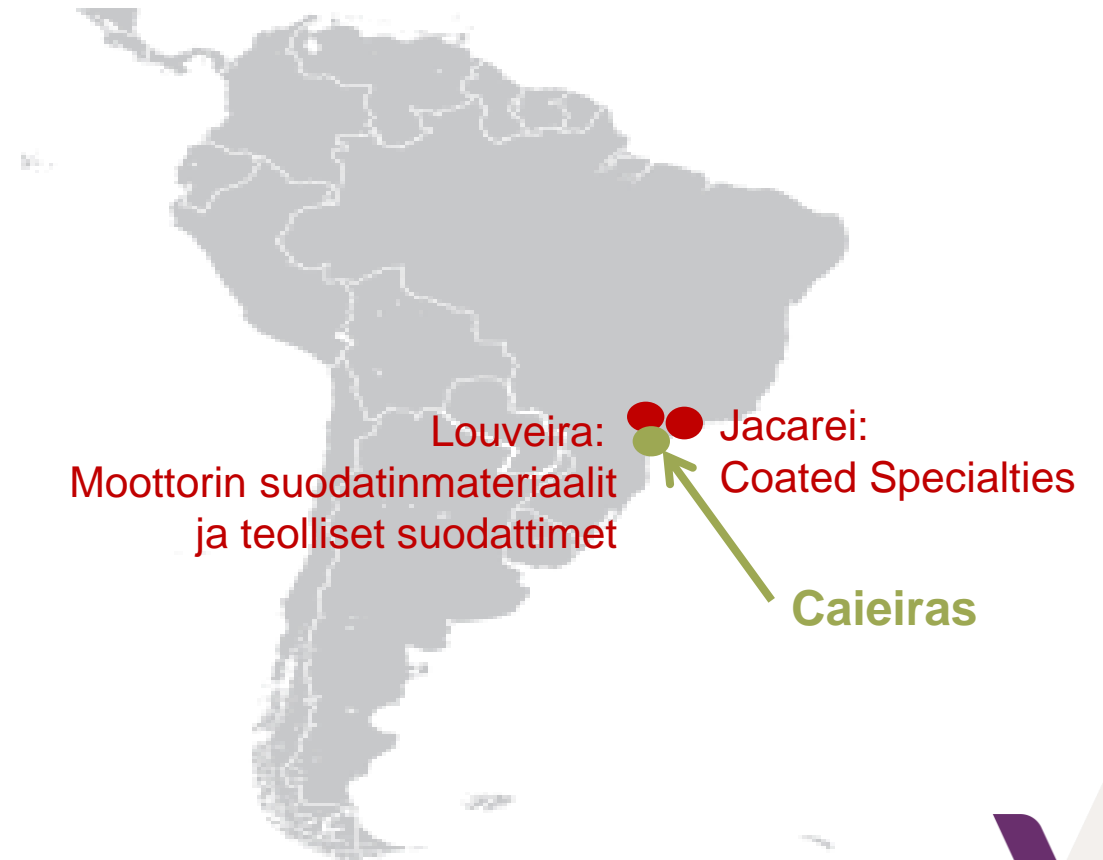 Louveira:
Moottorin suodatinmateriaalit
ja teolliset suodattimet
Jacarei:
Coated Specialties
Caieiras